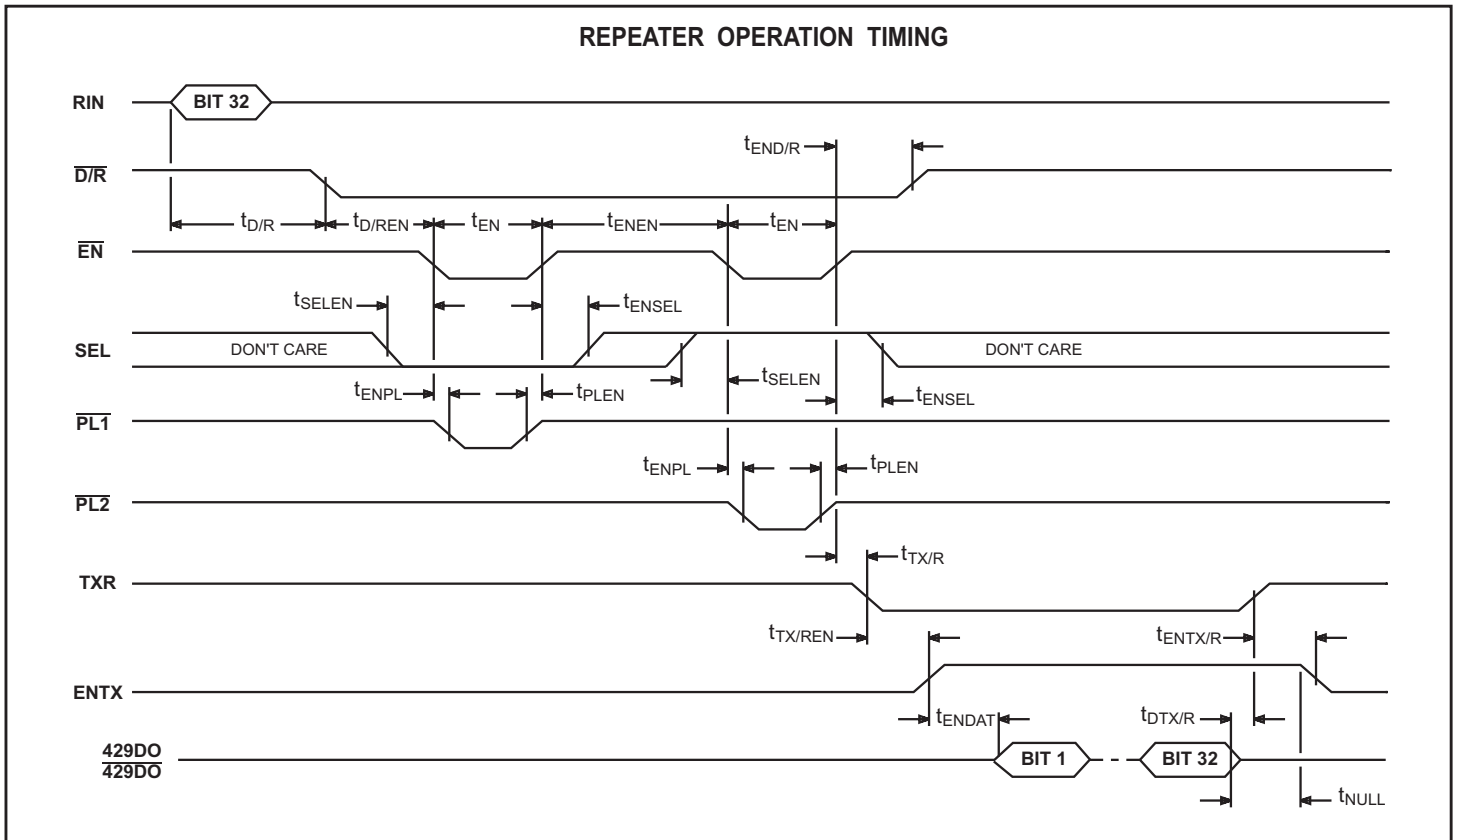 REPEATER OPERATION TIMING
RIN
BIT 32
tEND/R
D/R
tD/R
tD/REN
tEN
tENEN
tEN
EN
tSELEN
tENSEL
SEL
DON'T CARE
DON'T CARE
tSELEN
tENSEL
tENPL
tPLEN
PL1
tENPL
tPLEN
PL2
tTX/R
TXR
tTX/REN
tENTX/R
ENTX
tENDAT
tDTX/R
429DO
429DO
BIT 1
BIT 32
tNULL